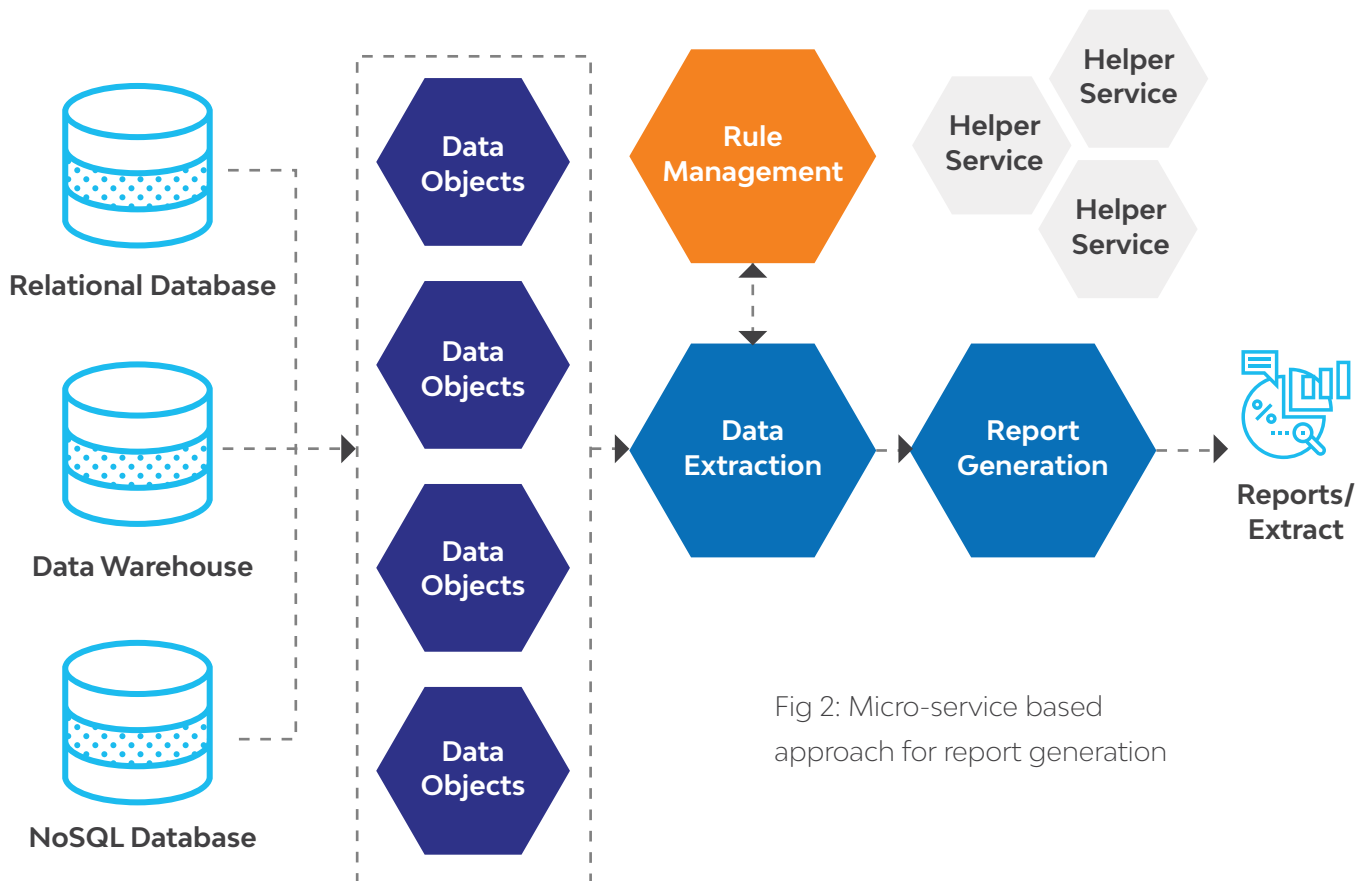 Relational Database
Data Warehouse
NoSQL Database
Data
Objects
Data
Objects
Data
Objects
Data
Objects
Rule
Management
Data
Extraction
Helper
Service
Helper
Service
Helper
Service
Report
Generation
Reports/
Extract
%
Fig 2: Micro-service based
approach for report generation